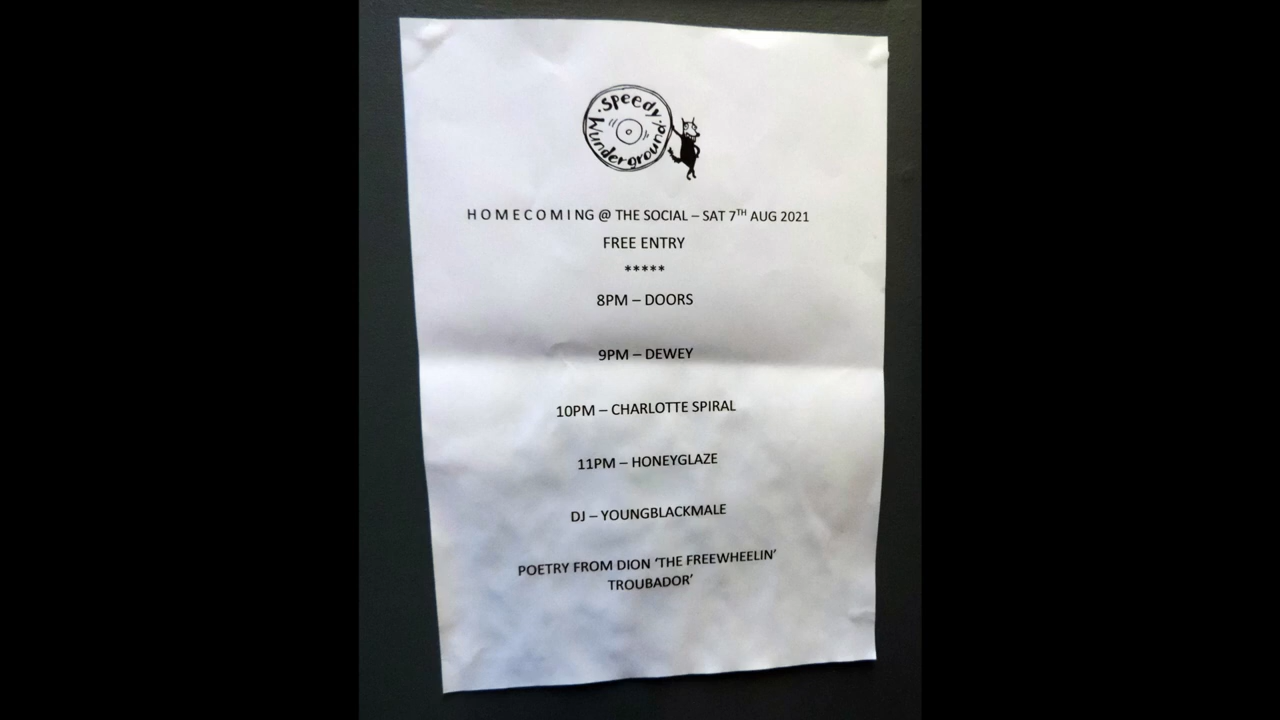 ·Speedy·
Wunderground
HOMECOMING @ THE SOCIAL – SAT 7TH AUG 2021
FREE ENTRY
*****
8PM – DOORS
9PM – DEWEY
10PM – CHARLOTTE SPIRAL
11PM – HONEYGLAZE
DJ – YOUNGBLACKMALE
POETRY FROM DION ‘THE FREEWHEELIN’
TROUBADOR’